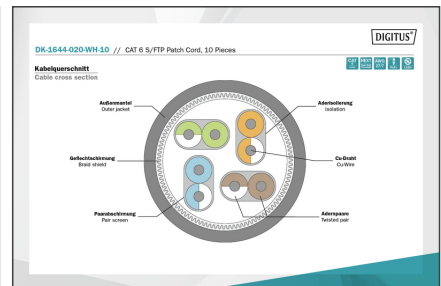 DIGITUS®
DK-1644-020-WH-10 // CAT 6 S/FTP Patch Cord, 10 Pieces
Kabelquerschnitt
Cable cross section
Außenmantel
Outer jacket
Aderisolierung
Isolation
Geflechtschirmung
Braid shield
Cu-Draht
Cu-Wire
Paarabschirmung
Pair screen
Adernpaare
Twisted pair